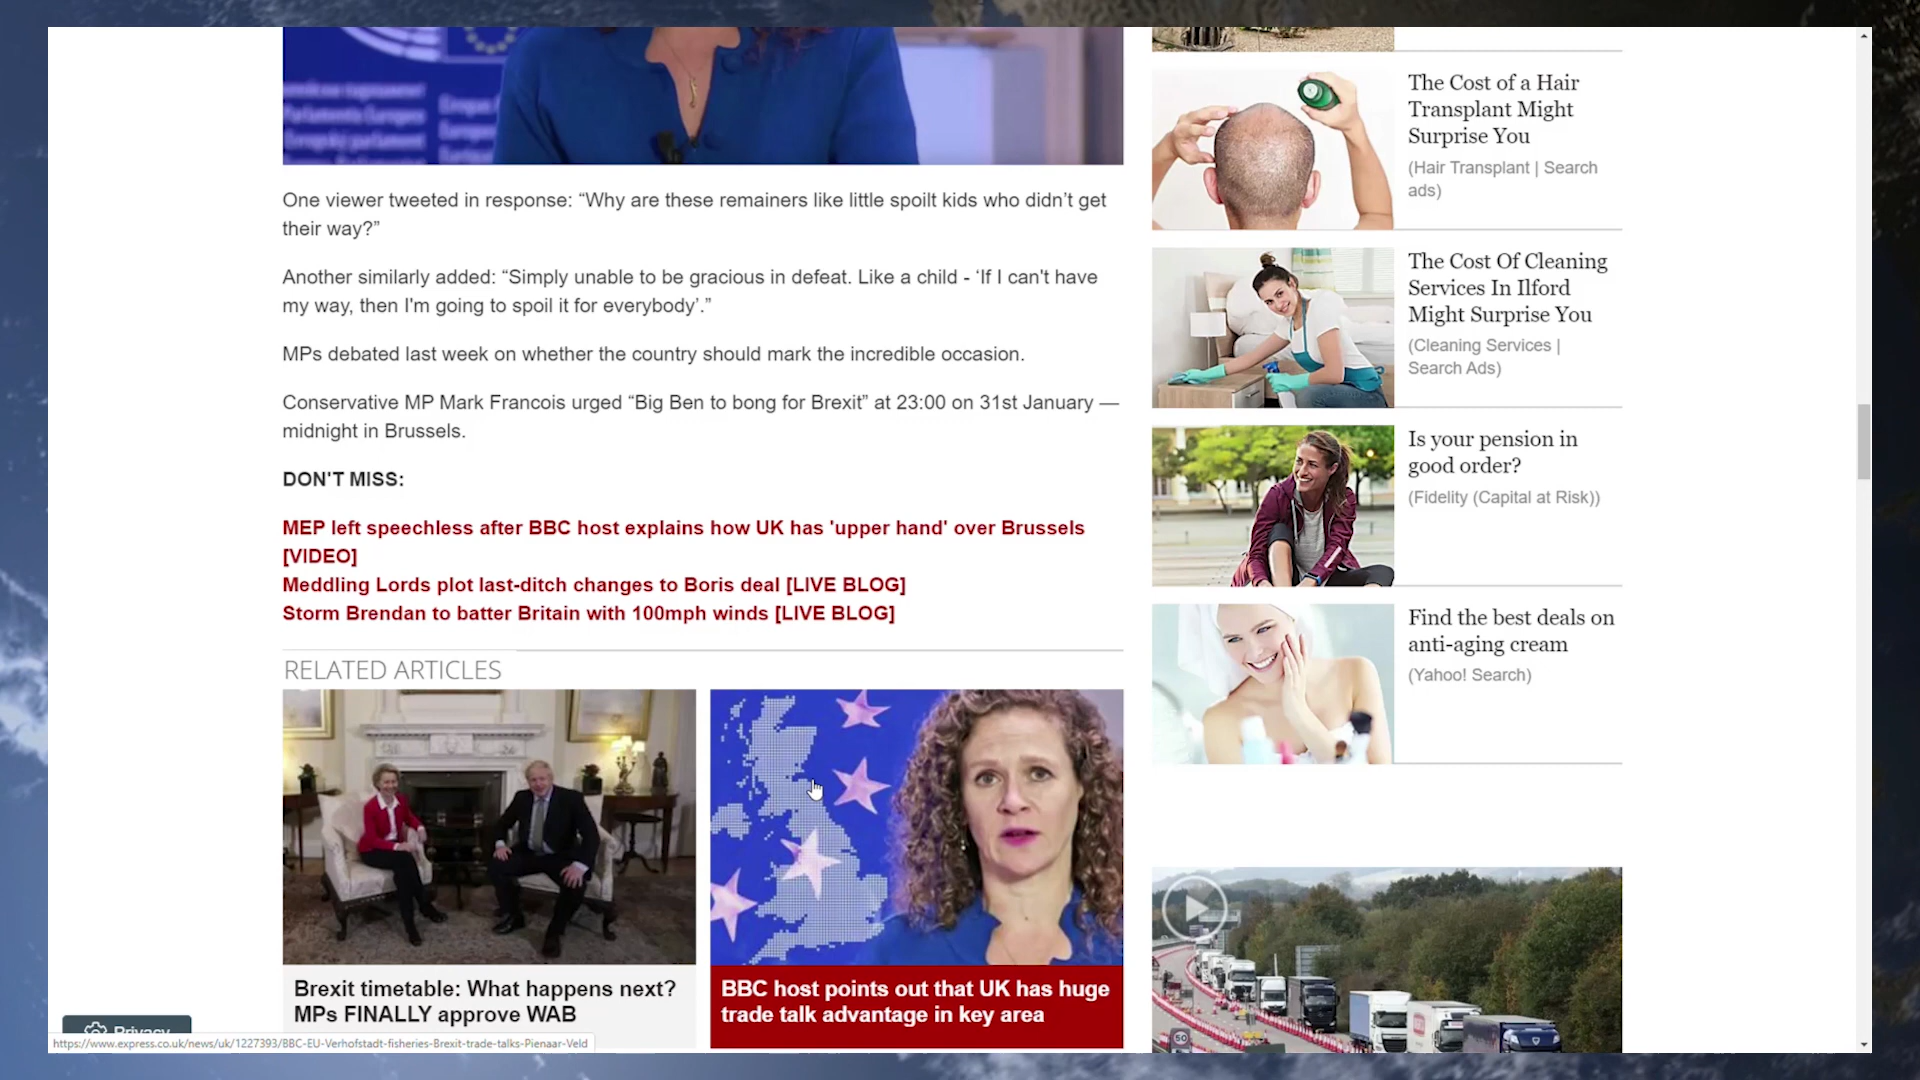 The Cost of a Hair
Transplant Might
Surprise You
(Hair Transplant | Search
ads)
One viewer tweeted in response: “Why are these remainers like little spoilt kids who didn’t get
their way?”
Another similarly added: “Simply unable to be gracious in defeat. Like a child - ‘If I can't have
my way, then I'm going to spoil it for everybody’.”
MPs debated last week on whether the country should mark the incredible occasion.
Conservative MP Mark Francois urged “Big Ben to bong for Brexit” at 23:00 on 31st January —
midnight in Brussels.
DON'T MISS:
MEP left speechless after BBC host explains how UK has 'upper hand' over Brussels
[VIDEO]
Meddling Lords plot last-ditch changes to Boris deal [LIVE BLOG]
Storm Brendan to batter Britain with 100mph winds [LIVE BLOG]
The Cost Of Cleaning
Services In Ilford
Might Surprise You
(Cleaning Services |
Search Ads)
Is your pension in
good order?
(Fidelity (Capital at Risk))
Find the best deals on
anti-aging cream
(Yahoo! Search)
RELATED ARTICLES
Brexit timetable: What happens next?
MPs FINALLY approve WAB
BBC host points out that UK has huge
trade talk advantage in key area
50
Privacy
https://www.express.co.uk/news/uk/1227393/BBC-EU-Verhofstadt-fisheries-Brexit-trade-talks-Pienaar-Veld